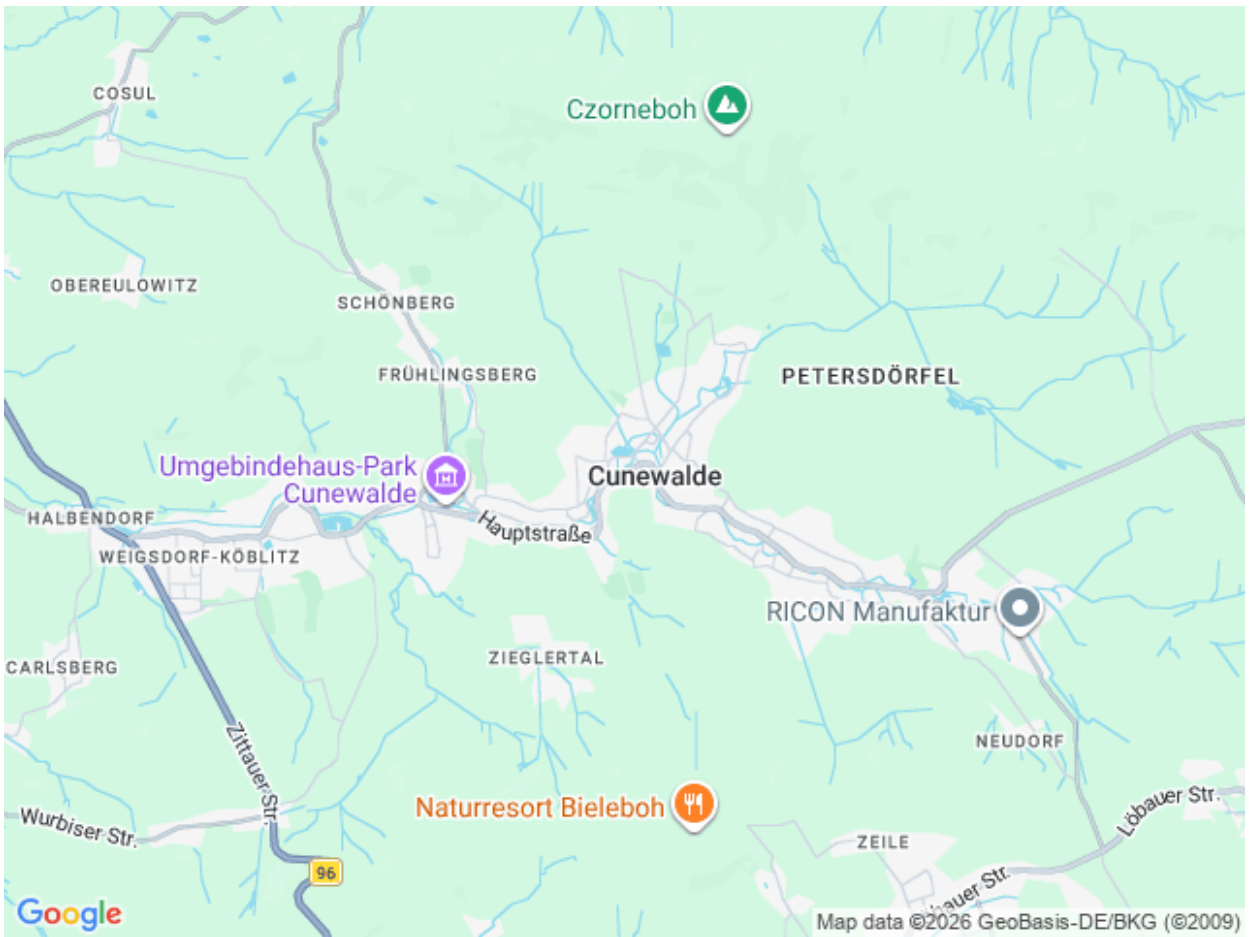 COSUL
Czorneboh
OBEREULOWITZ
SCHÖNBERG
FRÜHLINGSBERG
PETERSDÖRFEL
Umgebindehaus-Park
Cunewalde
Cunewalde
HALBENDORF
Hauptstraße
WEIGSDORF-KÖBLITZ
RICON Manufaktur
CARLSBERG
ZIEGLERTAL
NEUDORF
Zittauer Str.
Naturresort Bieleboh
Löbauer Str.
Wurbiser Str.
ZEILE
96
Str.
Google
Map data ©2026 GeoBasis-DE/BKG (©2009)